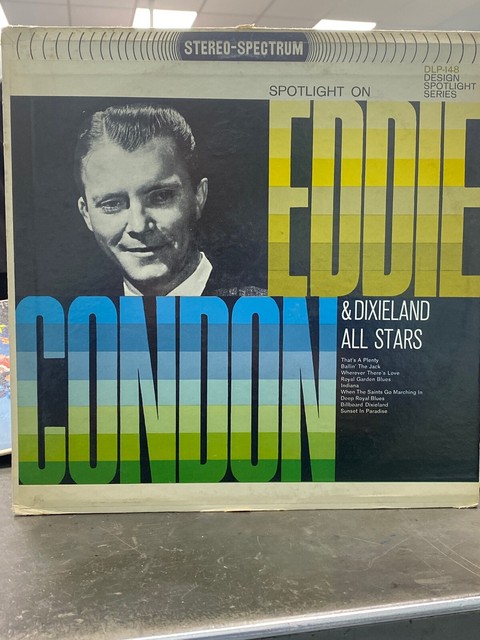 STEREO-SPECTRUM
DLP-148
DESIGN
SPOTLIGHT
SERIES
SPOTLIGHT ON
EDDIE
CONDON
& DIXIELAND
ALL STARS
That's A Plenty
Ballin' The Jack
Wherever There's Love
Royal Garden Blues
Indiana
When The Saints Go Marching In
Deep Royal Blues
Billboard Dixieland
Sunset In Paradise